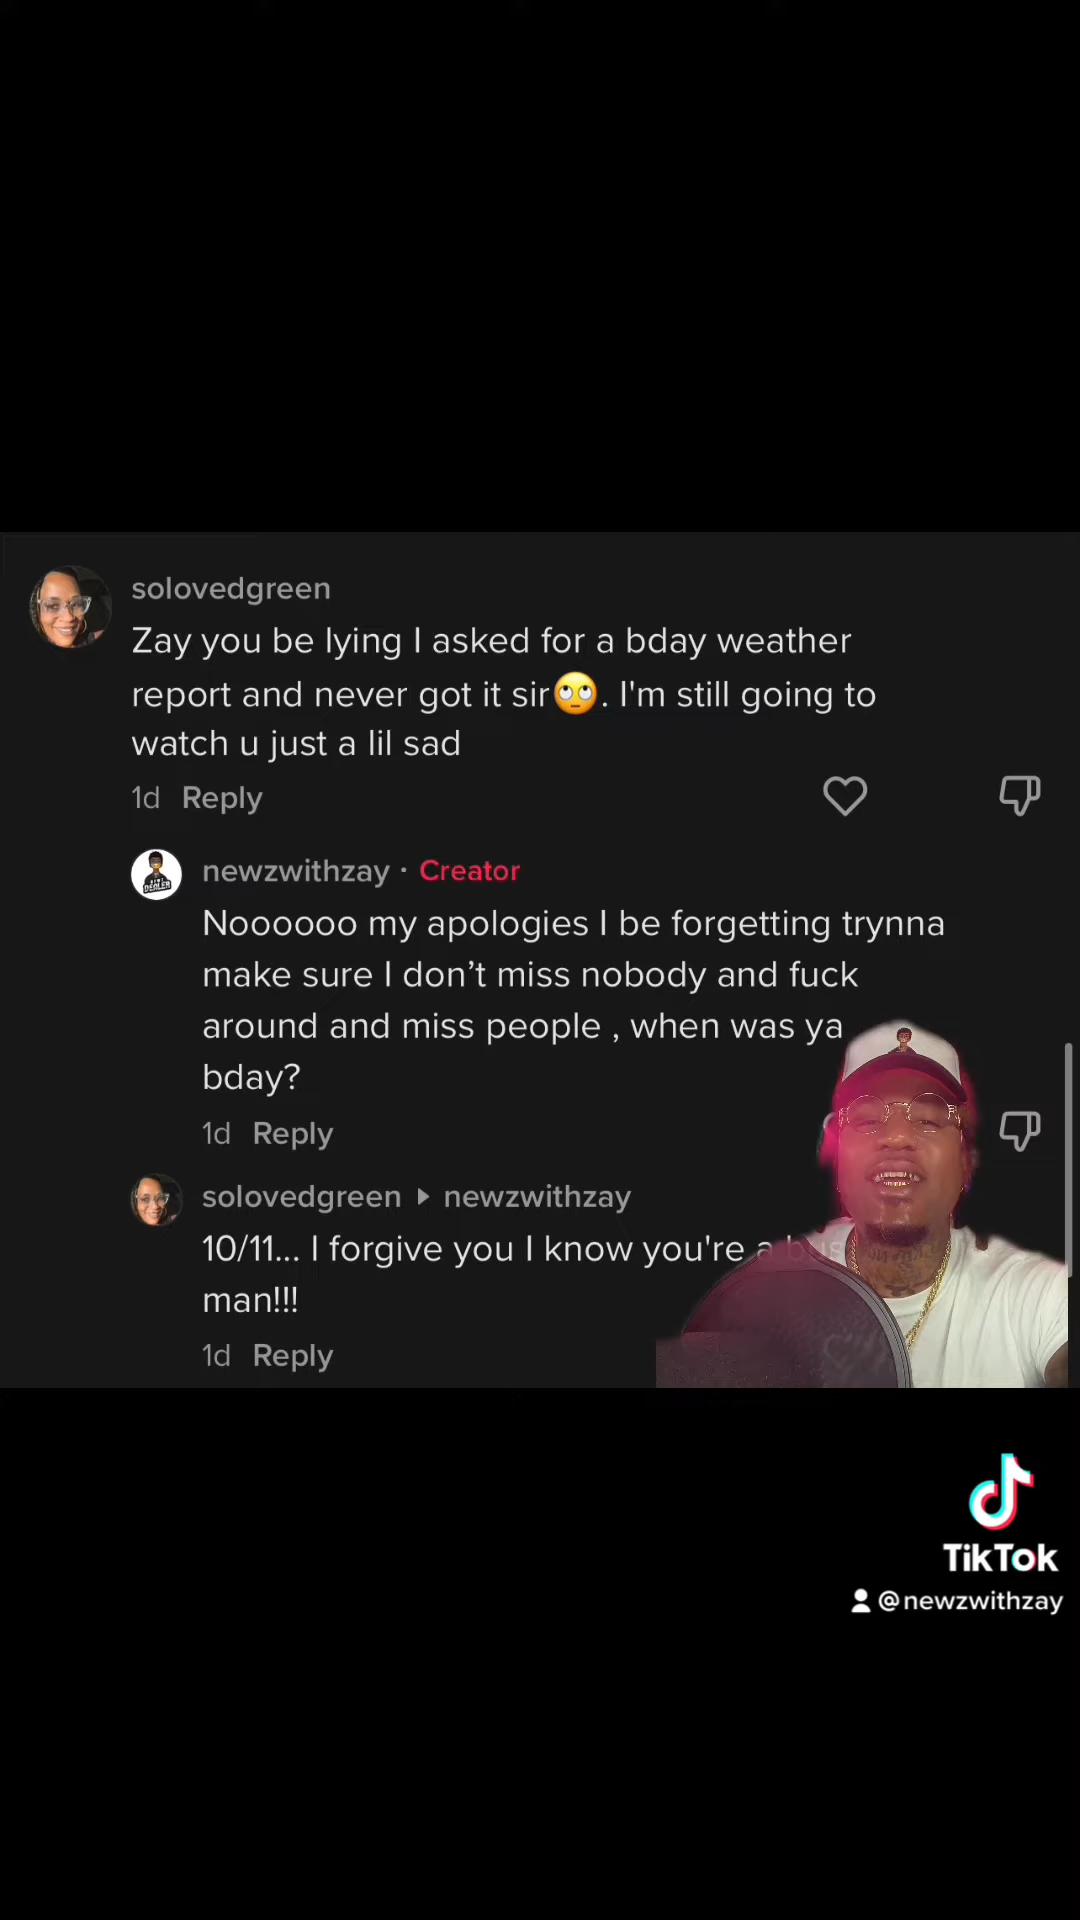 solovedgreen
Zay you be lying I asked for a bday weather
report and never got it sir🙄. I'm still going to
watch u just a lil sad
1d Reply
newzwithzay · Creator
Noooooo my apologies I be forgetting trynna
make sure I don’t miss nobody and fuck
around and miss people , when was ya
bday?
1d Reply
solovedgreen ▸ newzwithzay
10/11... I forgive you I know you're a
man!!!
1d Reply
TikTok
@newzwithzay